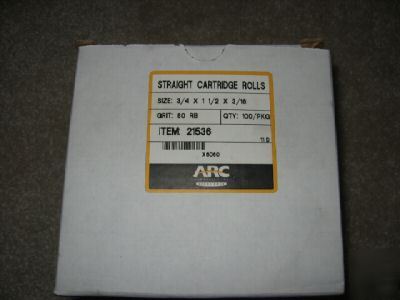 STRAIGHT CARTRIDGE ROLLS
SIZE: 3/4 X 1 1/2 X 3/16
GRIT: 60 RB QTY: 100/PKG
ITEM: 21536
ARC